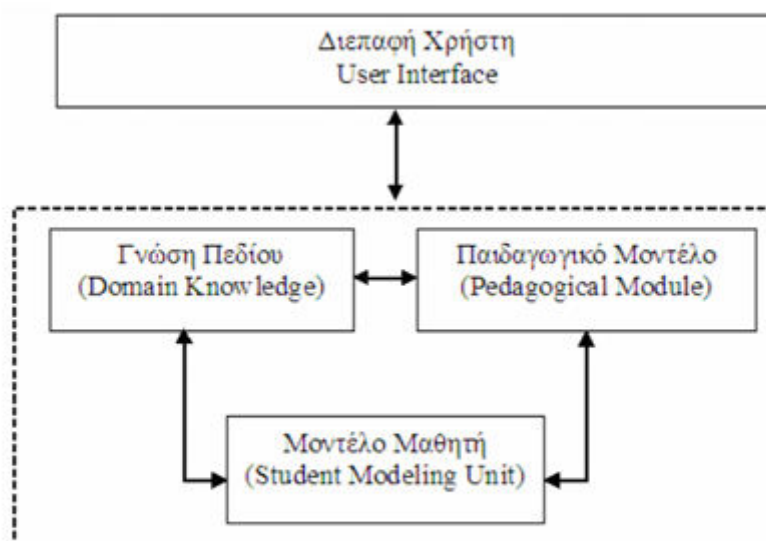 Διεπαφή Χρήστη
User Interface
Γνώση Πεδίου
(Domain Knowledge)
Παιδαγωγικό Μοντέλο
(Pedagogical Module)
Μοντέλο Μαθητή
(Student Modeling Unit)